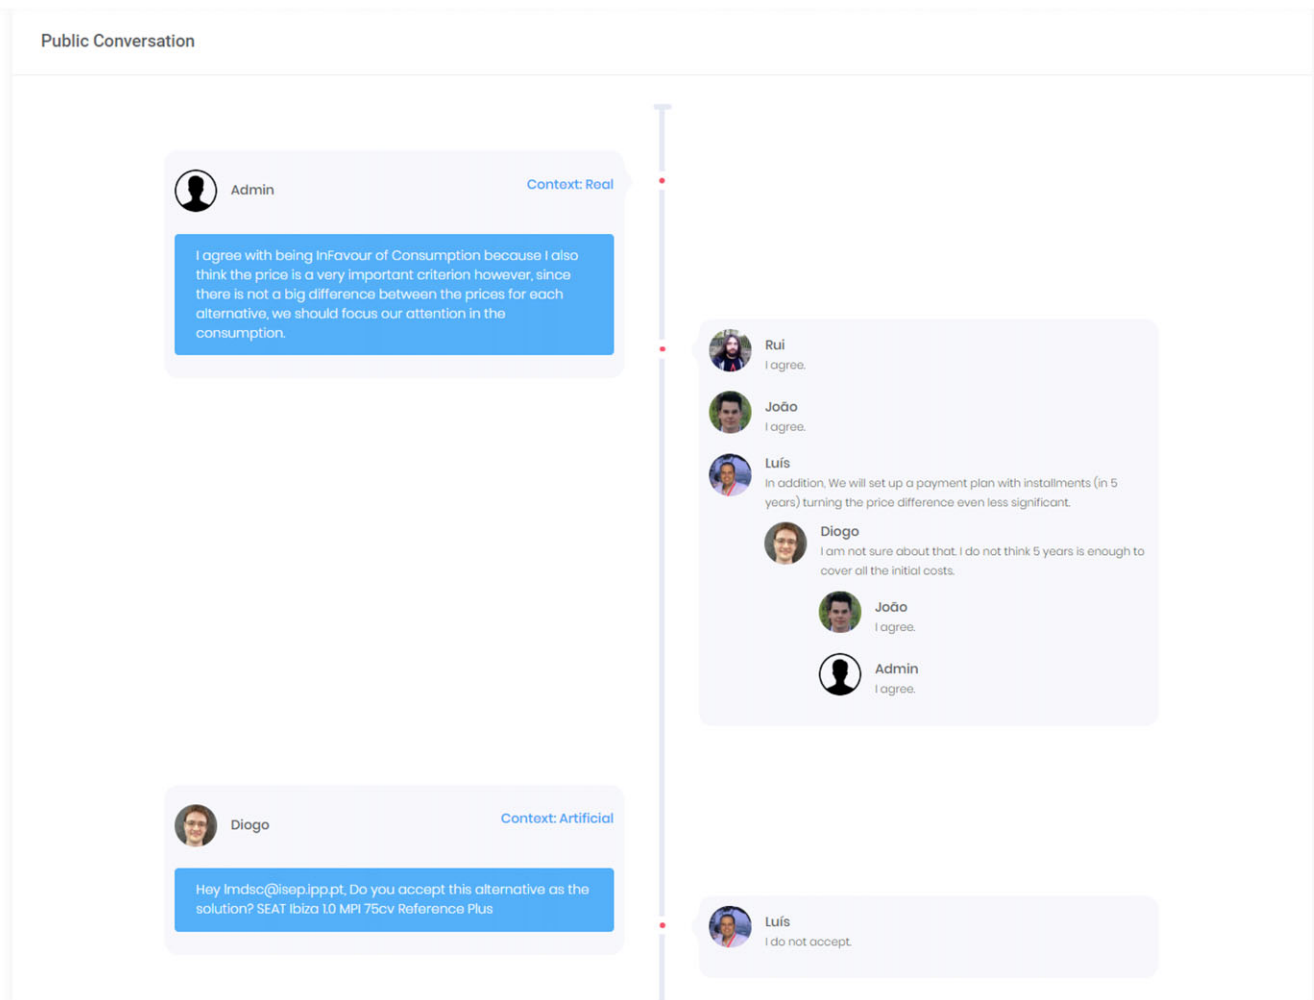 Public Conversation
Admin
Context: Real
I agree with being InFavour of Consumption because I also
think the price is a very important criterion however, since
there is not a big difference between the prices for each
alternative, we should focus our attention in the
consumption.
Rui
I agree.
João
I agree.
Luís
In addition, We will set up a payment plan with installments (in 5
years) turning the price difference even less significant.
Diogo
I am not sure about that. I do not think 5 years is enough to
cover all the initial costs.
João
I agree.
Admin
I agree.
Diogo
Context: Artificial
Hey lmdsc@isep.ipp.pt, Do you accept this alternative as the
solution? SEAT Ibiza 1.0 MPI 75cv Reference Plus
Luís
I do not accept.